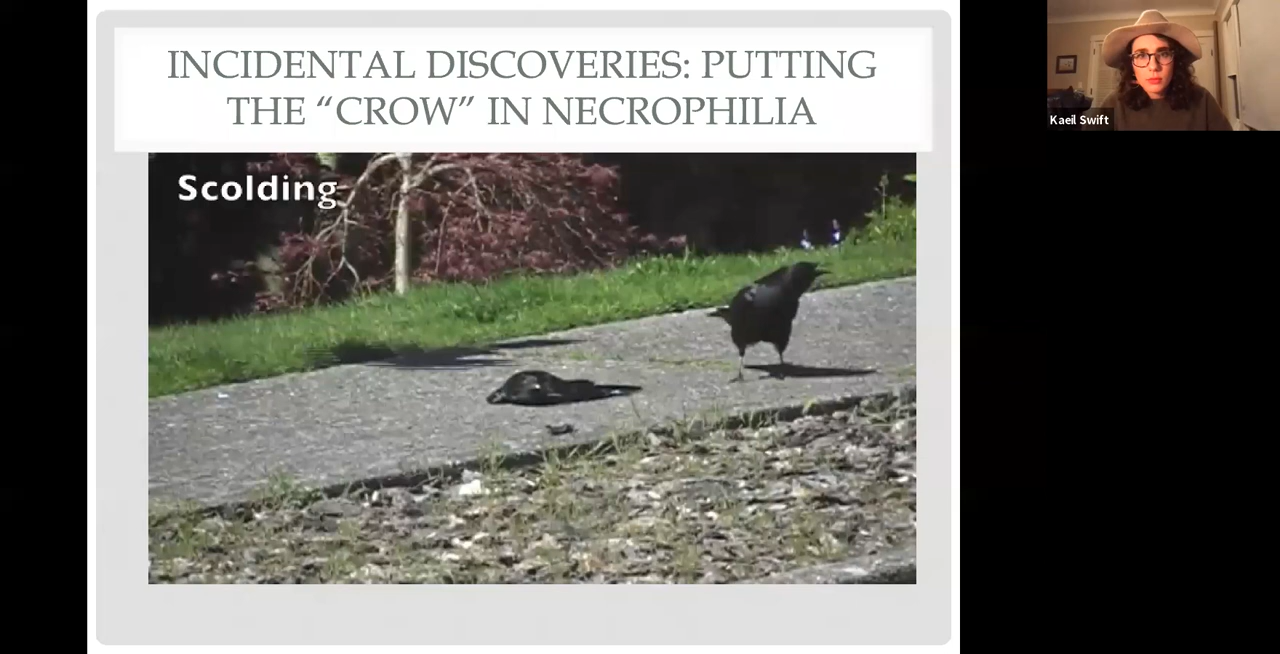 INCIDENTAL DISCOVERIES: PUTTING
THE “CROW” IN NECROPHILIA
Scolding
Kaeil Swift